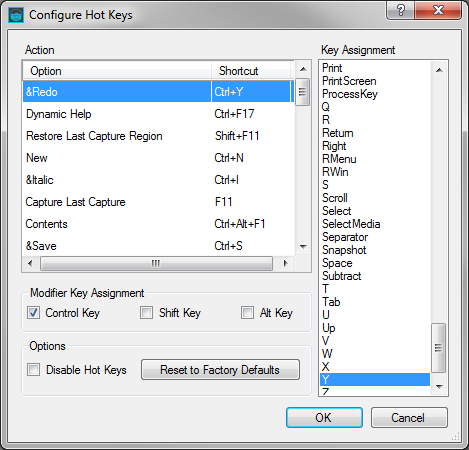 Configure Hot Keys
Action
Option Shortcut
&Redo Ctrl+Y
Dynamic Help Ctrl+F17
Restore Last Capture Region Shift+F11
New Ctrl+N
&Italic Ctrl+I
Capture Last Capture F11
Contents Ctrl+Alt+F1
&Save Ctrl+S
Modifier Key Assignment
Control Key Shift Key Alt Key
Options
Disable Hot Keys Reset to Factory Defaults
Key Assignment
Print
PrintScreen
ProcessKey
Q
R
Return
Right
RMenu
RWin
S
Scroll
Select
SelectMedia
Separator
Snapshot
Space
Subtract
T
Tab
U
Up
V
W
X
Y
Z
OK Cancel